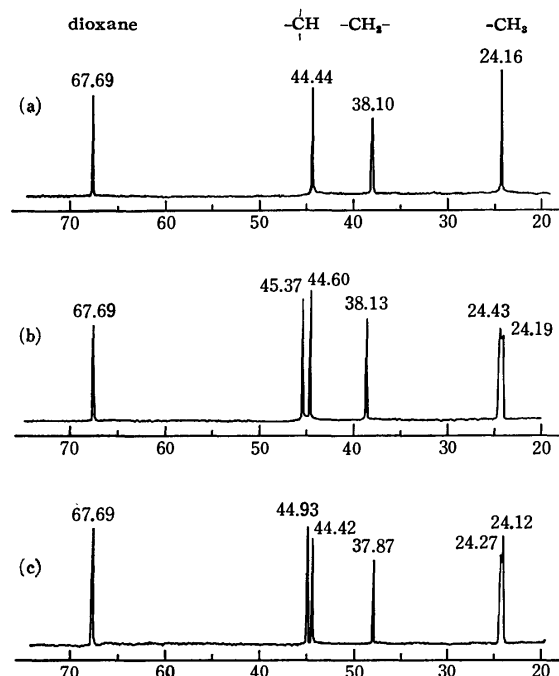 dioxane -CH -CH₂- -CH₃
67.69 44.44 38.10 24.16
(a)
70 60 50 40 30 20
67.69 45.37 44.60 38.13 24.43 24.19
(b)
70 60 50 40 30 20
67.69 44.93 44.42 37.87 24.27 24.12
(c)
70 60 50 40 30 20